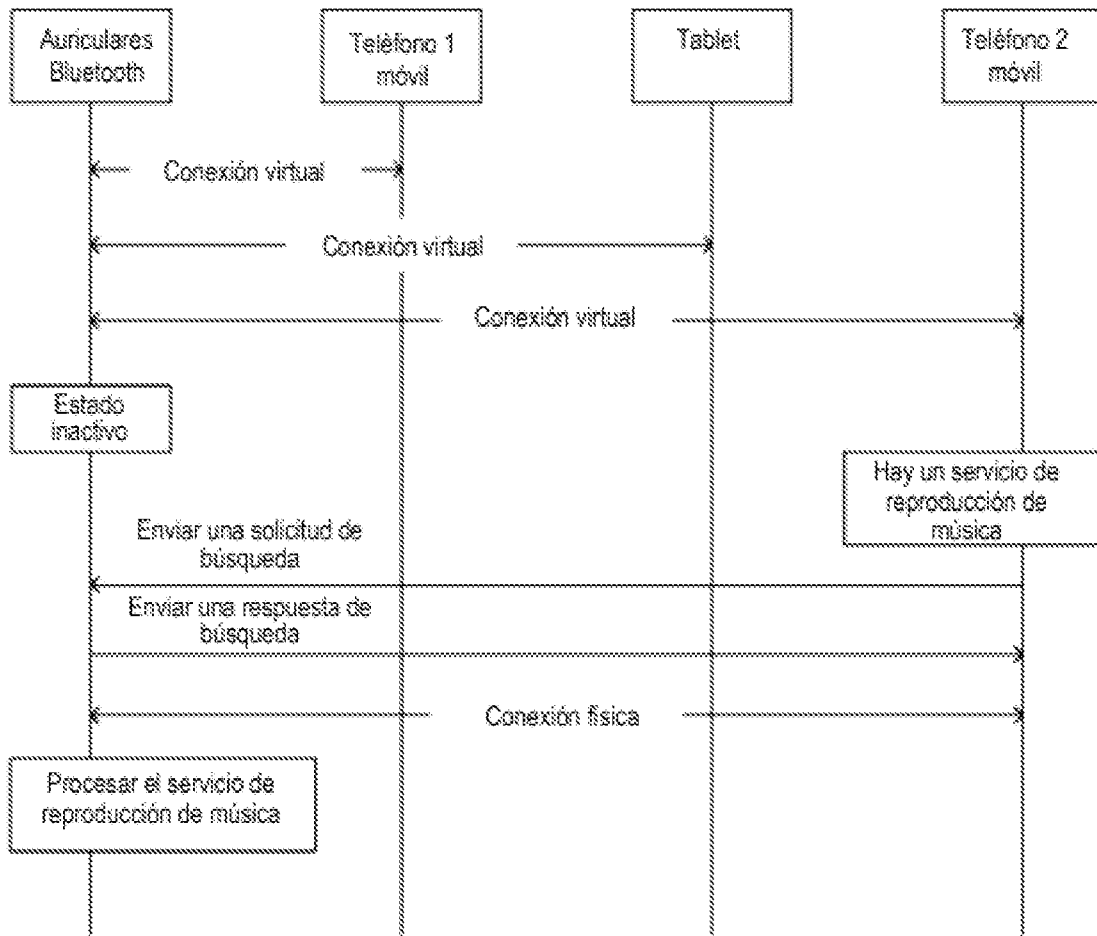 Auriculares
Bluetooth
Teléfono 1
móvil
Tablet
Teléfono 2
móvil
Conexión virtual
Conexión virtual
Conexión virtual
Estado
inactivo
Hay un servicio de
reproducción de
música
Enviar una solicitud de
búsqueda
Enviar una respuesta de
búsqueda
Conexión física
Procesar el servicio de
reproducción de música